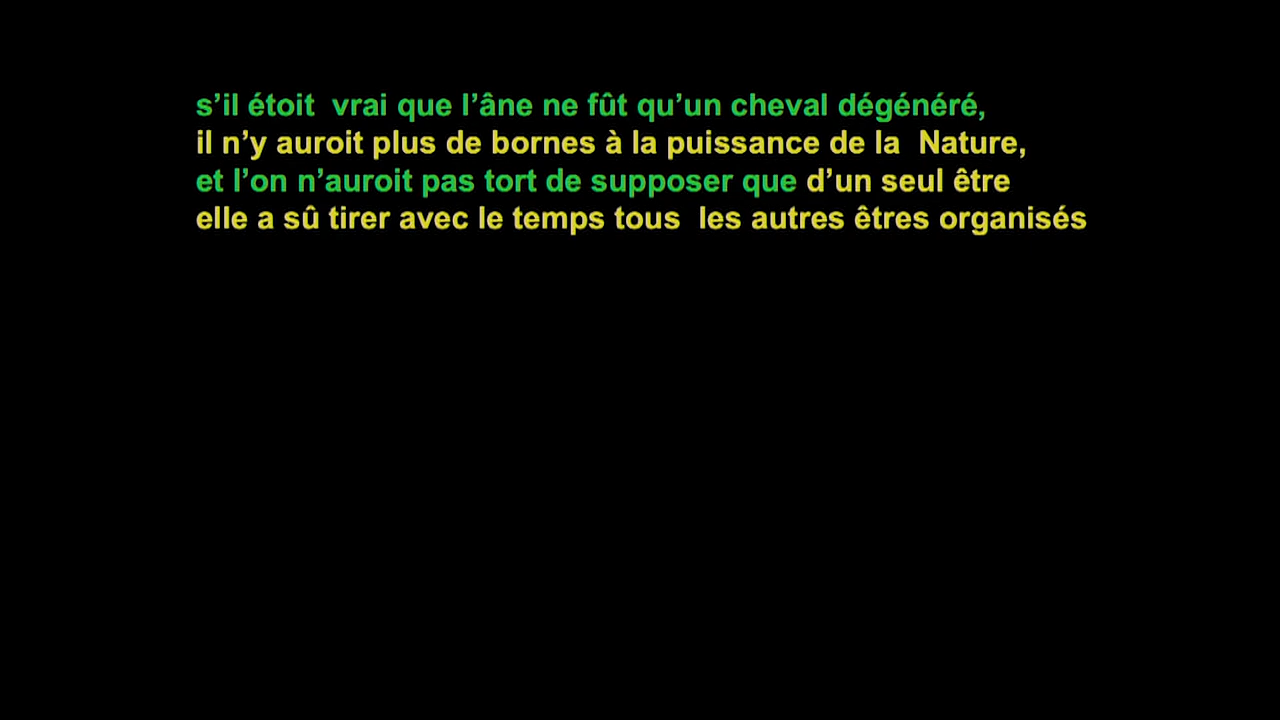 s’il étoit  vrai que l’âne ne fût qu’un cheval dégénéré,
il n’y auroit plus de bornes à la puissance de la  Nature,
et l’on n’auroit pas tort de supposer que d’un seul être
elle a sû tirer avec le temps tous  les autres êtres organisés